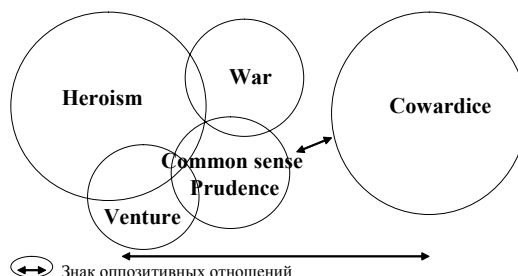 War
Heroism
Cowardice
Common sense
Prudence
Venture
Знак оппозитивных отношений